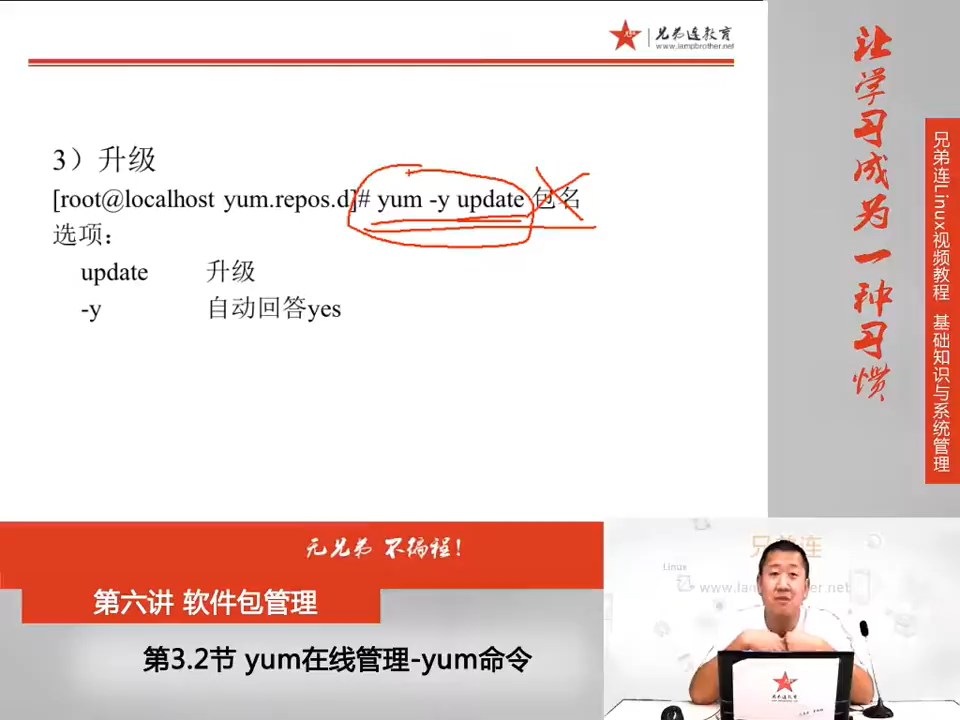 兄弟连教育
www.lampbrother.net
3）升级
[root@localhost yum.repos.d]# yum -y update 包名
选项：
update 升级
-y 自动回答yes
让学习成为一种习惯
兄弟连Linux视频教程 基础知识与系统管理
无兄弟 不编程！
第六讲 软件包管理
第3.2节 yum在线管理-yum命令
兄弟连
Linux